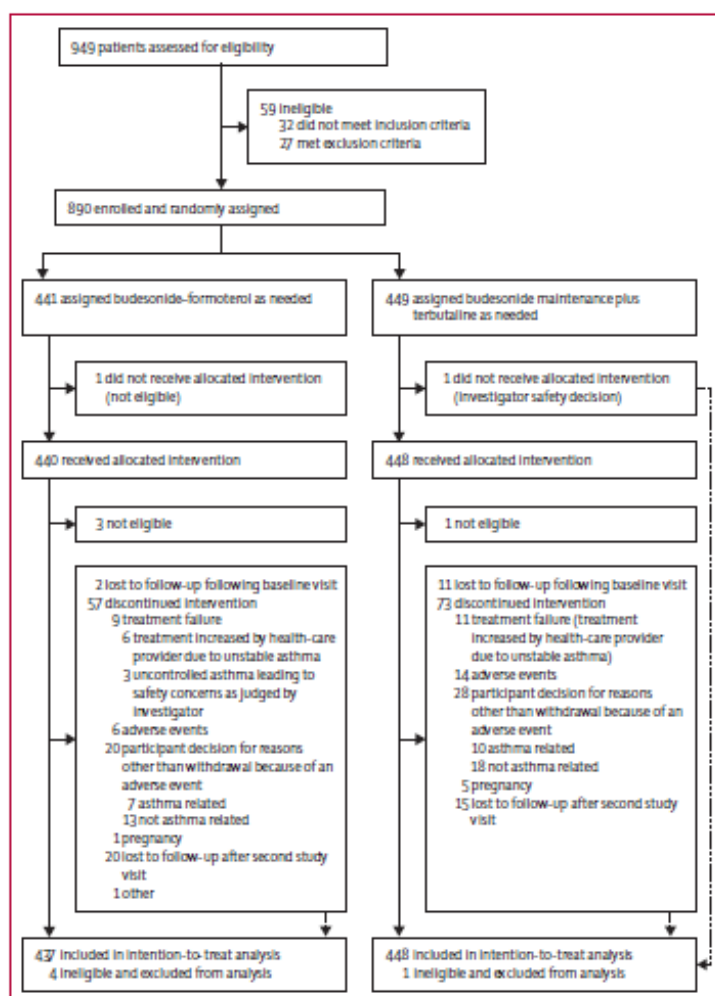 949 patients assessed for eligibility
59 ineligible
32 did not meet inclusion criteria
27 met exclusion criteria
890 enrolled and randomly assigned
441 assigned budesonide–formoterol as needed
449 assigned budesonide maintenance plus
terbutaline as needed
1 did not receive allocated intervention
(not eligible)
1 did not receive allocated intervention
(investigator safety decision)
440 received allocated intervention
448 received allocated intervention
3 not eligible
1 not eligible
2 lost to follow-up following baseline visit
57 discontinued intervention
9 treatment failure
6 treatment increased by health-care
provider due to unstable asthma
3 uncontrolled asthma leading to
safety concerns as judged by
investigator
6 adverse events
20 participant decision for reasons
other than withdrawal because of an
adverse event
7 asthma related
13 not asthma related
1 pregnancy
20 lost to follow-up after second study
visit
1 other
11 lost to follow-up following baseline visit
73 discontinued intervention
11 treatment failure (treatment
increased by health-care provider
due to unstable asthma)
14 adverse events
28 participant decision for reasons
other than withdrawal because of an
adverse event
10 asthma related
18 not asthma related
5 pregnancy
15 lost to follow-up after second study
visit
437 included in intention-to-treat analysis
4 ineligible and excluded from analysis
448 included in intention-to-treat analysis
1 ineligible and excluded from analysis